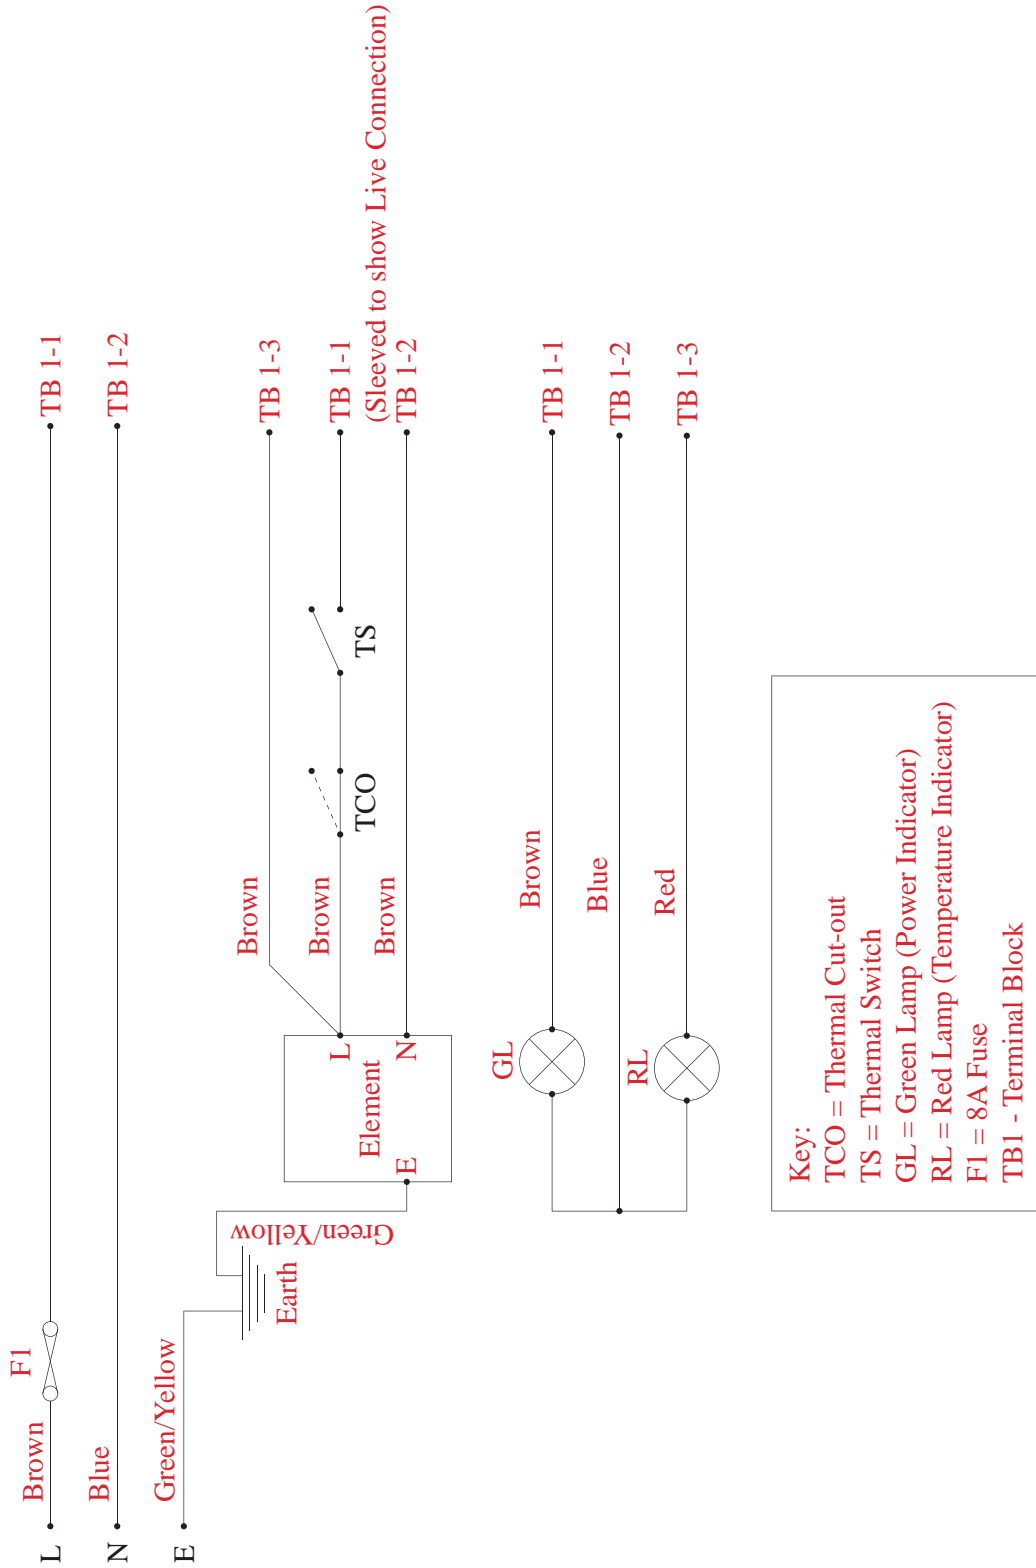 L
Brown
F1
TB 1-1
N
Blue
TB 1-2
E
Green/Yellow
Earth
Green/Yellow
Element
E
L
N
Brown
TB 1-3
Brown
TCO
TS
TB 1-1
(Sleeved to show Live Connection)
Brown
TB 1-2
GL
Brown
TB 1-1
Blue
TB 1-2
RL
Red
TB 1-3
Key:
TCO = Thermal Cut-out
TS = Thermal Switch
GL = Green Lamp (Power Indicator)
RL = Red Lamp (Temperature Indicator)
F1 = 8A Fuse
TB1 - Terminal Block